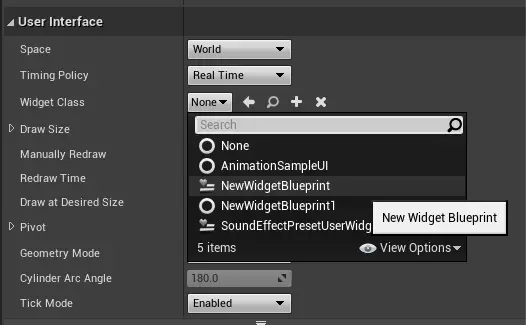 User Interface
Space
World
Timing Policy
Real Time
Widget Class
None
Draw Size
Search
Manually Redraw
None
Redraw Time
AnimationSampleUI
NewWidgetBlueprint
Draw at Desired Size
NewWidgetBlueprint1
New Widget Blueprint
Pivot
SoundEffectPresetUserWidg
Geometry Mode
5 items
View Options
Cylinder Arc Angle
180.0
Tick Mode
Enabled